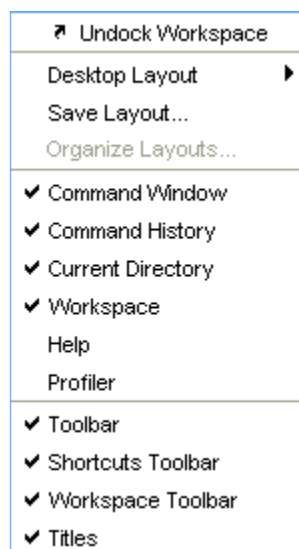 Undock Workspace
Desktop Layout
Save Layout...
Organize Layouts...
Command Window
Command History
Current Directory
Workspace
Help
Profiler
Toolbar
Shortcuts Toolbar
Workspace Toolbar
Titles